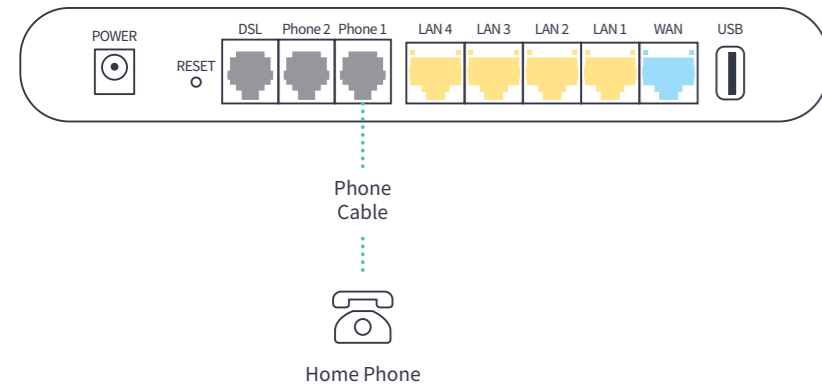 POWER
RESET
DSL
Phone 2
Phone 1
LAN 4
LAN 3
LAN 2
LAN 1
WAN
USB
Phone
Cable
Home Phone